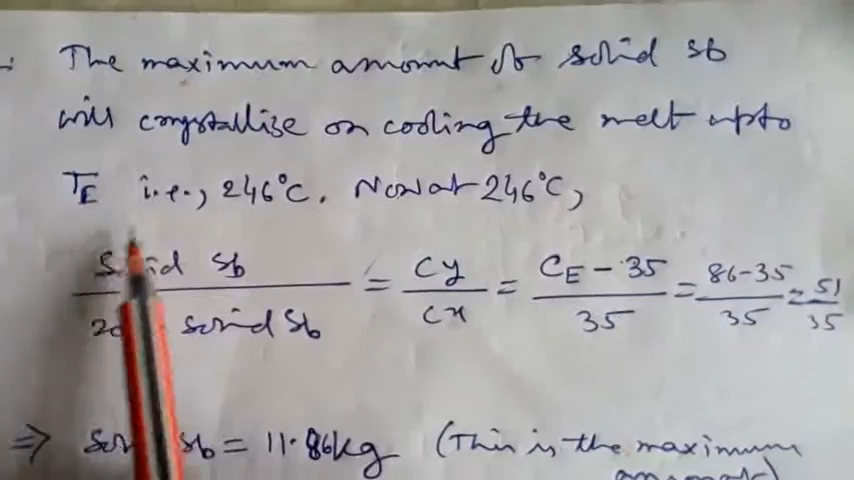 The maximum amount of solid Sb
will crystallise on cooling the melt upto
TE i.e., 246°C. Now at 246°C,
Solid Sb / 20 - solid Sb = cy / cx = CE - 35 / 35 = 86-35 / 35 = 51 / 35
⇒ Sb = 11.86kg (This is the maximum
amount)